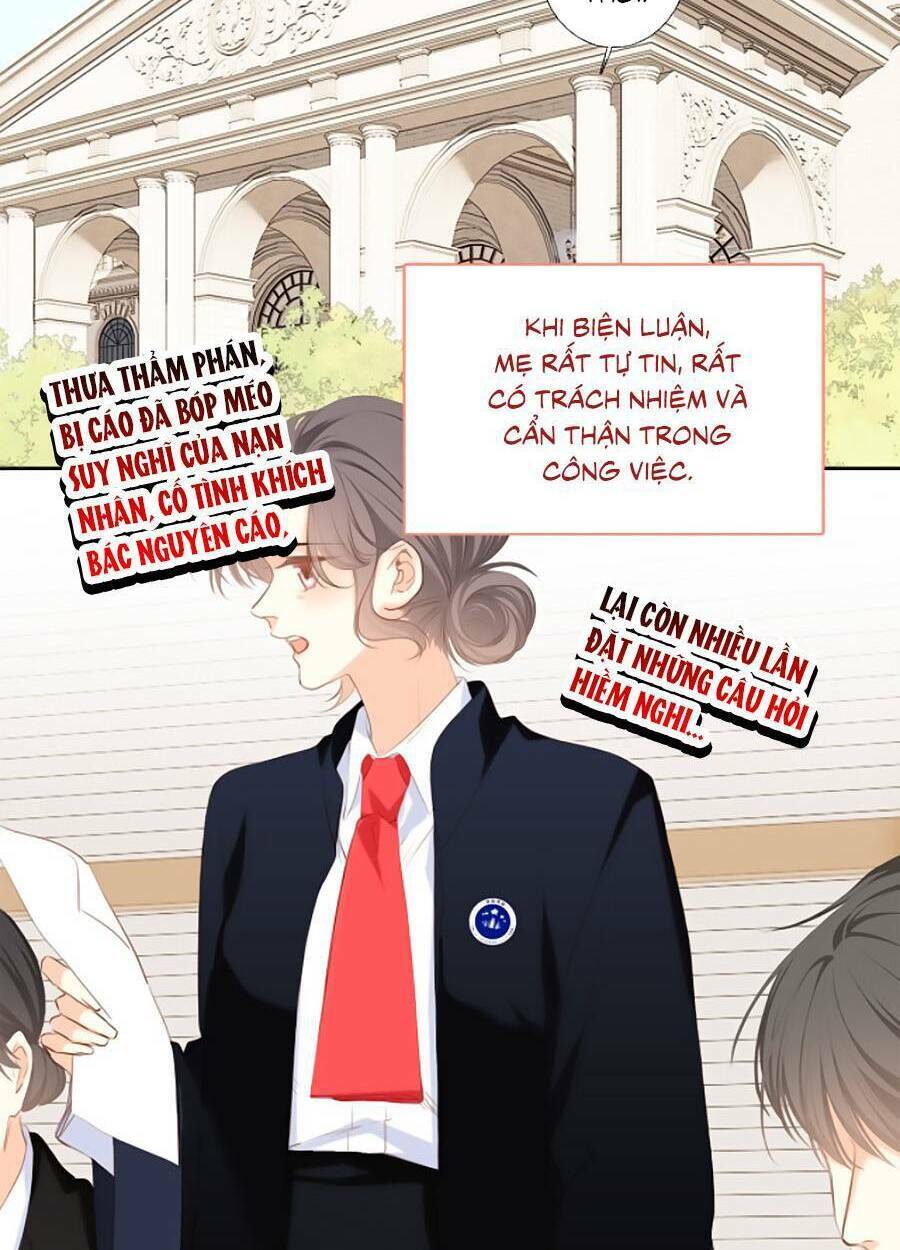 KHI BIỆN LUẬN,
MẸ RẤT TỰ TIN, RẤT
CÓ TRÁCH NHIỆM VÀ
CẨN THẬN TRONG
CÔNG VIỆC.
THƯA THẨM PHÁN,
BỊ CÁO ĐÃ BÓP MÉO
SUY NGHĨ CỦA NẠN
NHÂN, CỐ TÌNH KHÍCH
BÁC NGUYÊN CÁO,
LẠI CÒN NHIỀU LẦN
ĐẶT NHỮNG CÂU HỎI
HIỀM NGHI...